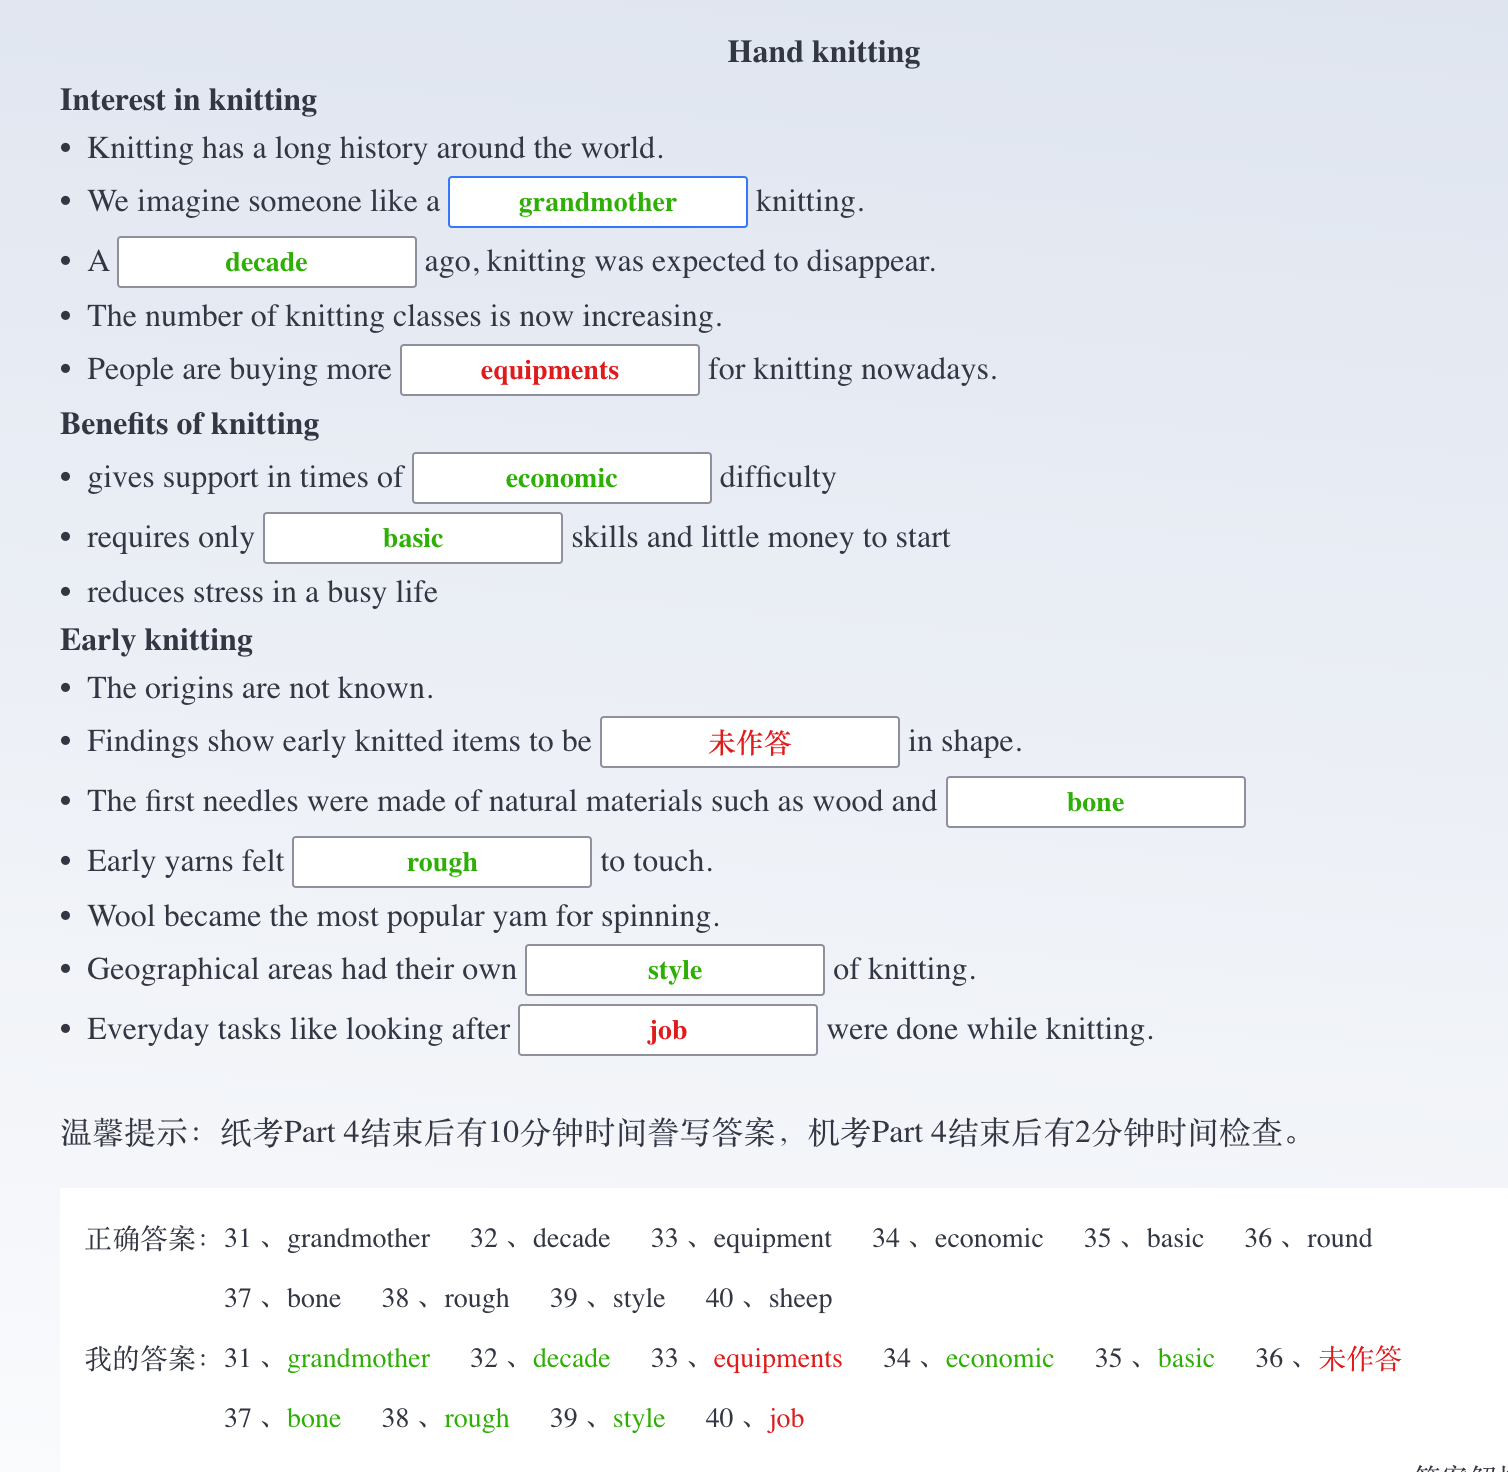 Hand knitting
Interest in knitting
• Knitting has a long history around the world.
• We imagine someone like a grandmother knitting.
• A decade ago, knitting was expected to disappear.
• The number of knitting classes is now increasing.
• People are buying more equipments for knitting nowadays.
Benefits of knitting
• gives support in times of economic difficulty
• requires only basic skills and little money to start
• reduces stress in a busy life
Early knitting
• The origins are not known.
• Findings show early knitted items to be 未作答 in shape.
• The first needles were made of natural materials such as wood and bone
• Early yarns felt rough to touch.
• Wool became the most popular yam for spinning.
• Geographical areas had their own style of knitting.
• Everyday tasks like looking after job were done while knitting.
温馨提示：纸考Part 4结束后有10分钟时间誊写答案，机考Part 4结束后有2分钟时间检查。
正确答案： 31 、grandmother 32 、decade 33 、equipment 34 、economic 35 、basic 36 、round
37 、bone 38 、rough 39 、style 40 、sheep
我的答案： 31 、grandmother 32 、decade 33 、equipments 34 、economic 35 、basic 36 、未作答
37 、bone 38 、rough 39 、style 40 、job